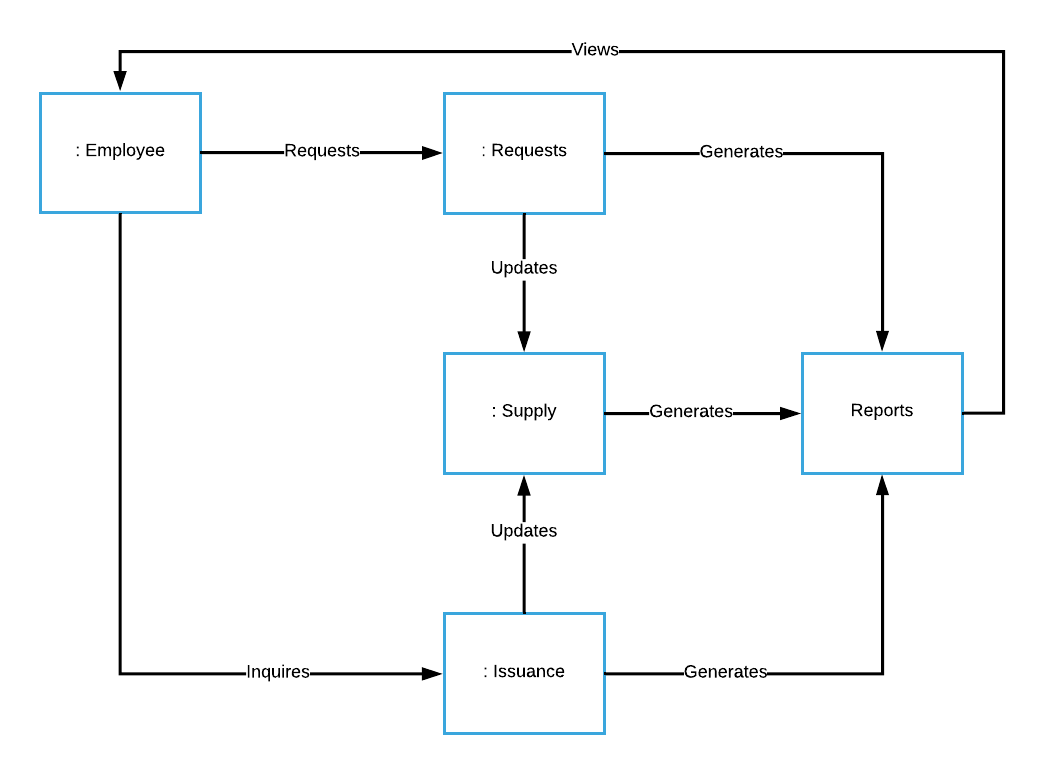 Views
: Employee
Requests
: Requests
Generates
Updates
: Supply
Generates
Reports
Updates
Inquires
: Issuance
Generates